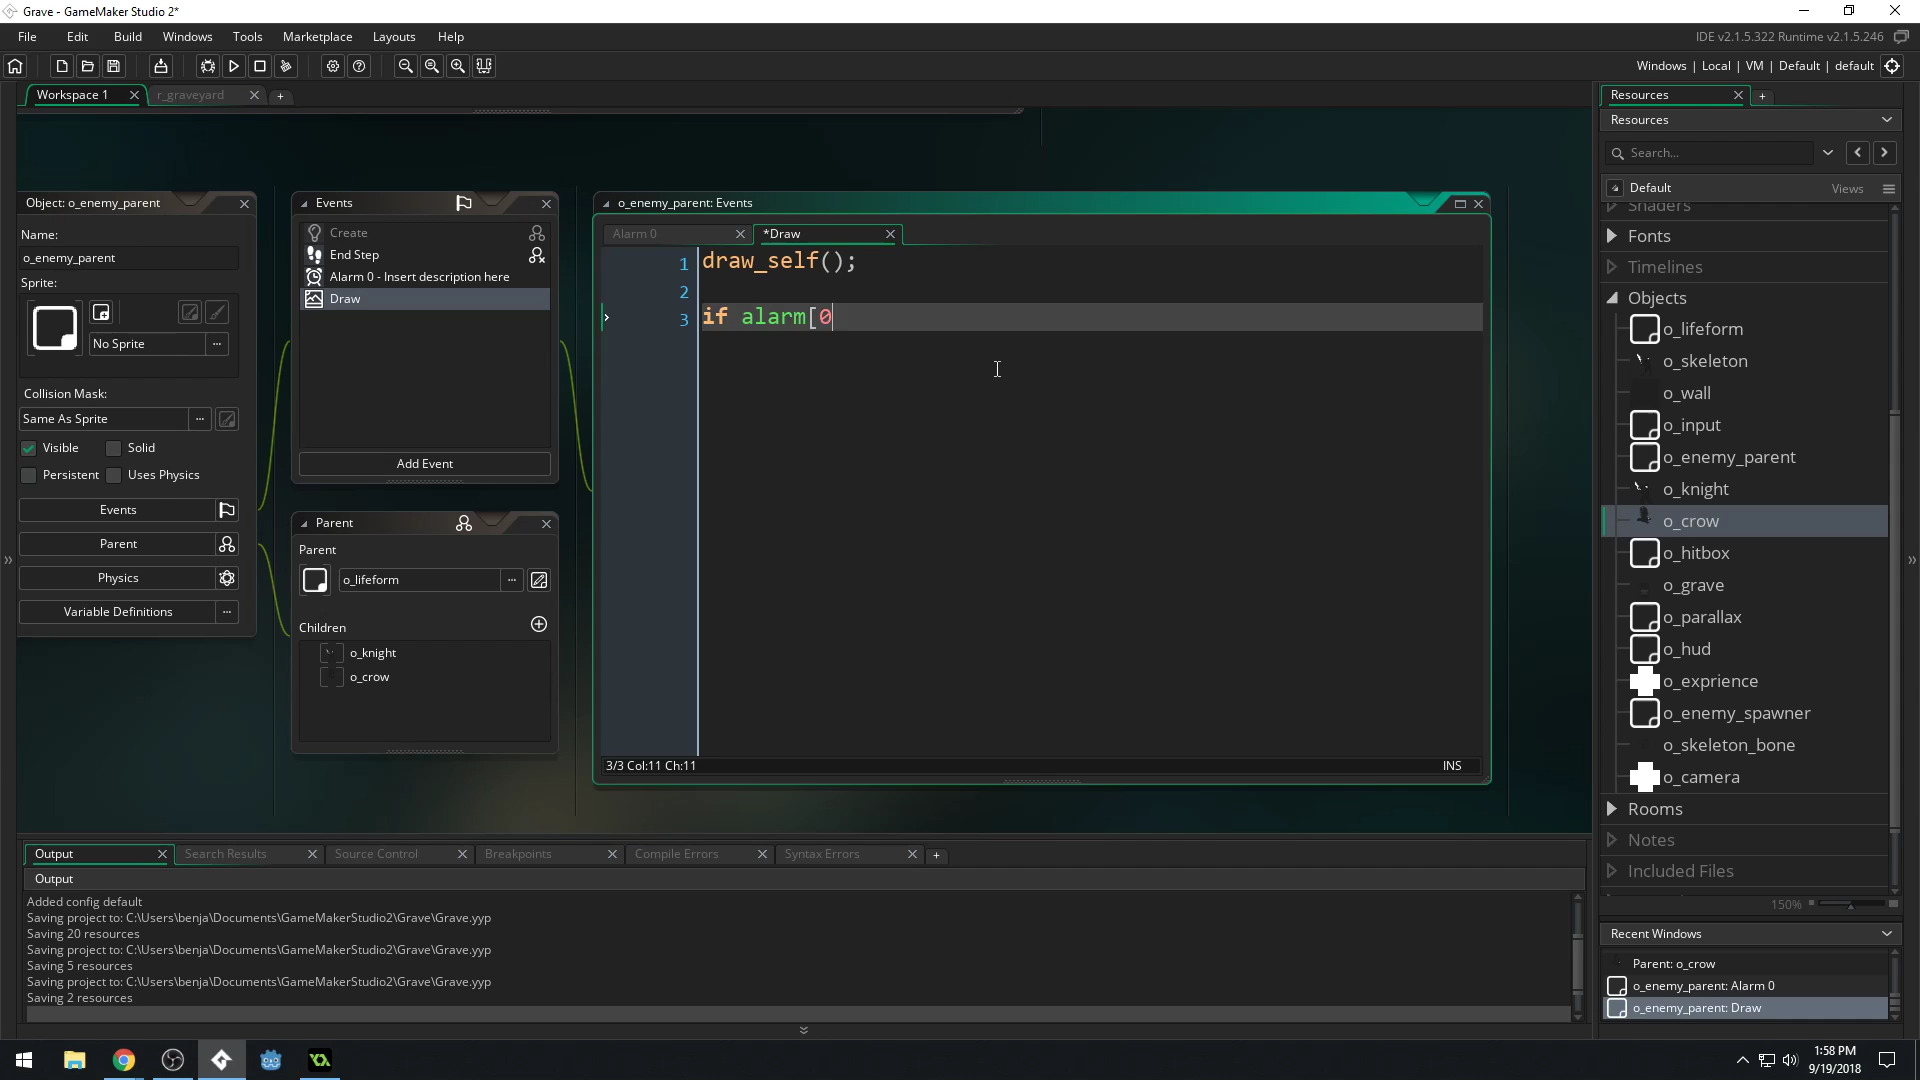 Grave - GameMaker Studio 2*
File Edit Build Windows Tools Marketplace Layouts Help
IDE v2.1.5.322 Runtime v2.1.5.246
Windows | Local | VM | Default | default
Workspace 1
r_graveyard
Object: o_enemy_parent
Name:
o_enemy_parent
Sprite:
No Sprite
Collision Mask:
Same As Sprite
Visible Solid
Persistent Uses Physics
Events
Parent
Physics
Variable Definitions
Events
Create
End Step
Alarm 0 - Insert description here
Draw
Add Event
Parent
Parent
o_lifeform
Children
o_knight
o_crow
o_enemy_parent: Events
Alarm 0
*Draw
1 draw_self();
2
3 if alarm[0
3/3 Col:11 Ch:11
INS
Output
Search Results
Source Control
Breakpoints
Compile Errors
Syntax Errors
Output
Added config default
Saving project to: C:\Users\benja\Documents\GameMakerStudio2\Grave\Grave.yyp
Saving 20 resources
Saving project to: C:\Users\benja\Documents\GameMakerStudio2\Grave\Grave.yyp
Saving 5 resources
Saving project to: C:\Users\benja\Documents\GameMakerStudio2\Grave\Grave.yyp
Saving 2 resources
Resources
Resources
Search...
Default
Views
Shaders
Fonts
Timelines
Objects
o_lifeform
o_skeleton
o_wall
o_input
o_enemy_parent
o_knight
o_crow
o_hitbox
o_grave
o_parallax
o_hud
o_exprience
o_enemy_spawner
o_skeleton_bone
o_camera
Rooms
Notes
Included Files
150%
Recent Windows
Parent: o_crow
o_enemy_parent: Alarm 0
o_enemy_parent: Draw
1:58 PM
9/19/2018